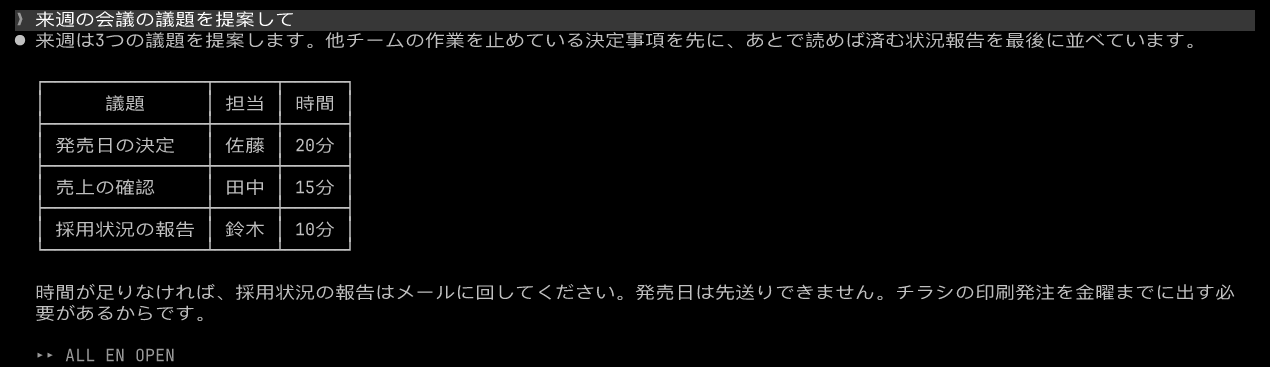 ❯ 来週の会議の議題を提案して
● 来週は3つの議題を提案します。他チームの作業を止めている決定事項を先に、あとで読めば済む状況報告を最後に並べています。
議題 担当 時間
発売日の決定 佐藤 20分
売上の確認 田中 15分
採用状況の報告 鈴木 10分
時間が足りなければ、採用状況の報告はメールに回してください。発売日は先送りできません。チラシの印刷発注を金曜までに出す必
要があるからです。
▸▸ ALL EN OPEN